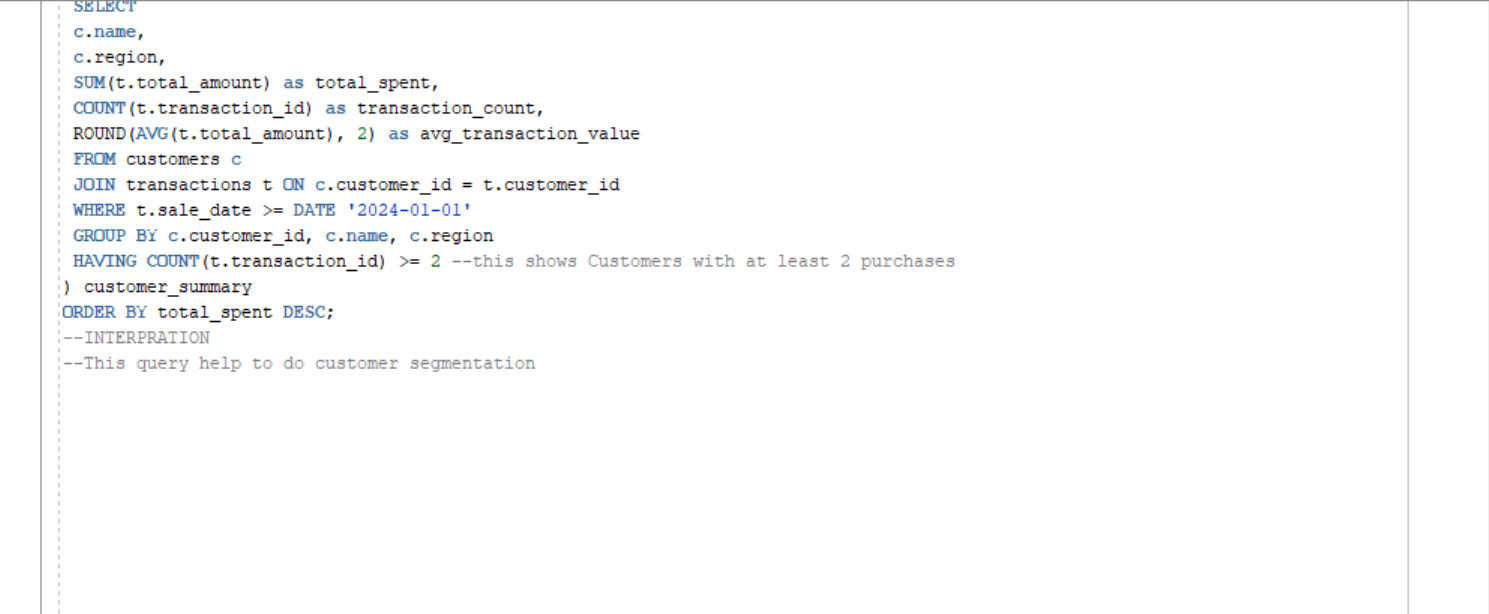 SELECT
c.name,
c.region,
SUM(t.total_amount) as total_spent,
COUNT(t.transaction_id) as transaction_count,
ROUND(AVG(t.total_amount), 2) as avg_transaction_value
FROM customers c
JOIN transactions t ON c.customer_id = t.customer_id
WHERE t.sale_date >= DATE '2024-01-01'
GROUP BY c.customer_id, c.name, c.region
HAVING COUNT(t.transaction_id) >= 2 --this shows Customers with at least 2 purchases
) customer_summary
ORDER BY total_spent DESC;
--INTERPRATION
--This query help to do customer segmentation